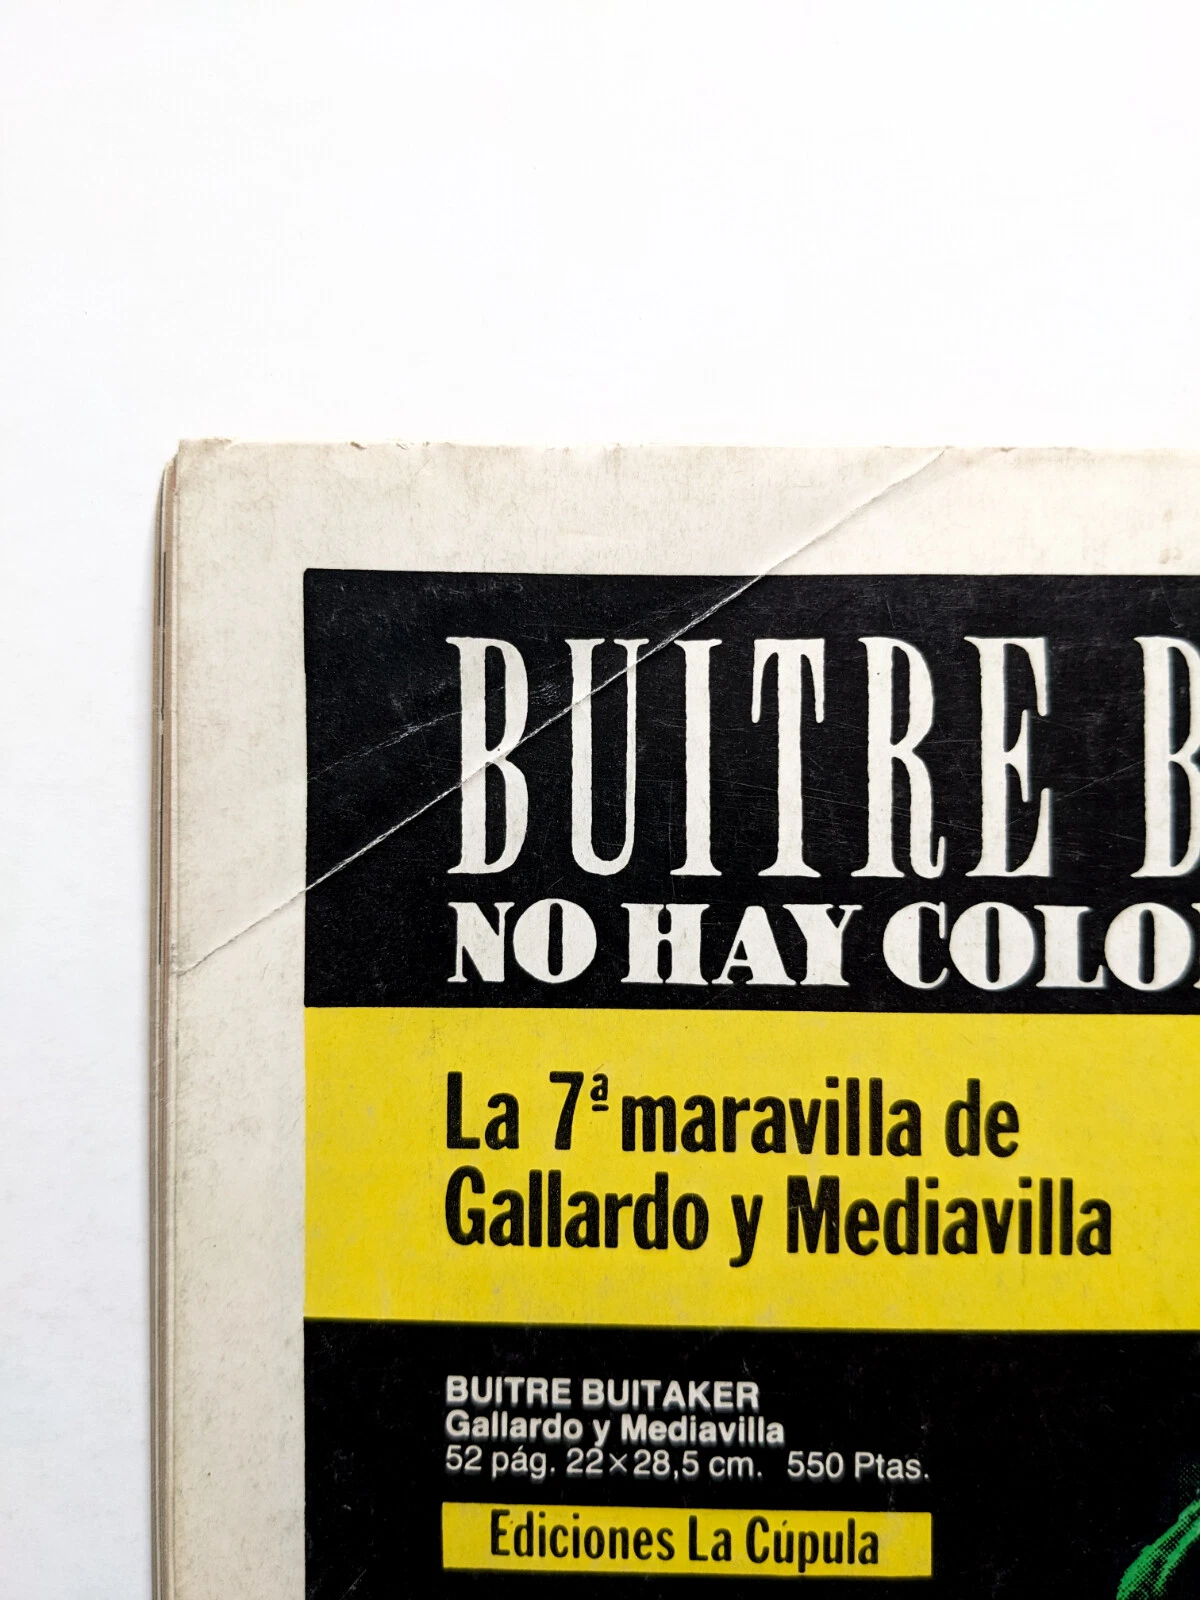 BUITRE B
NO HAY COLO
La 7ª maravilla de
Gallardo y Mediavilla
BUITRE BUITAKER
Gallardo y Mediavilla
52 pág. 22×28,5 cm. 550 Ptas.
Ediciones La Cúpula